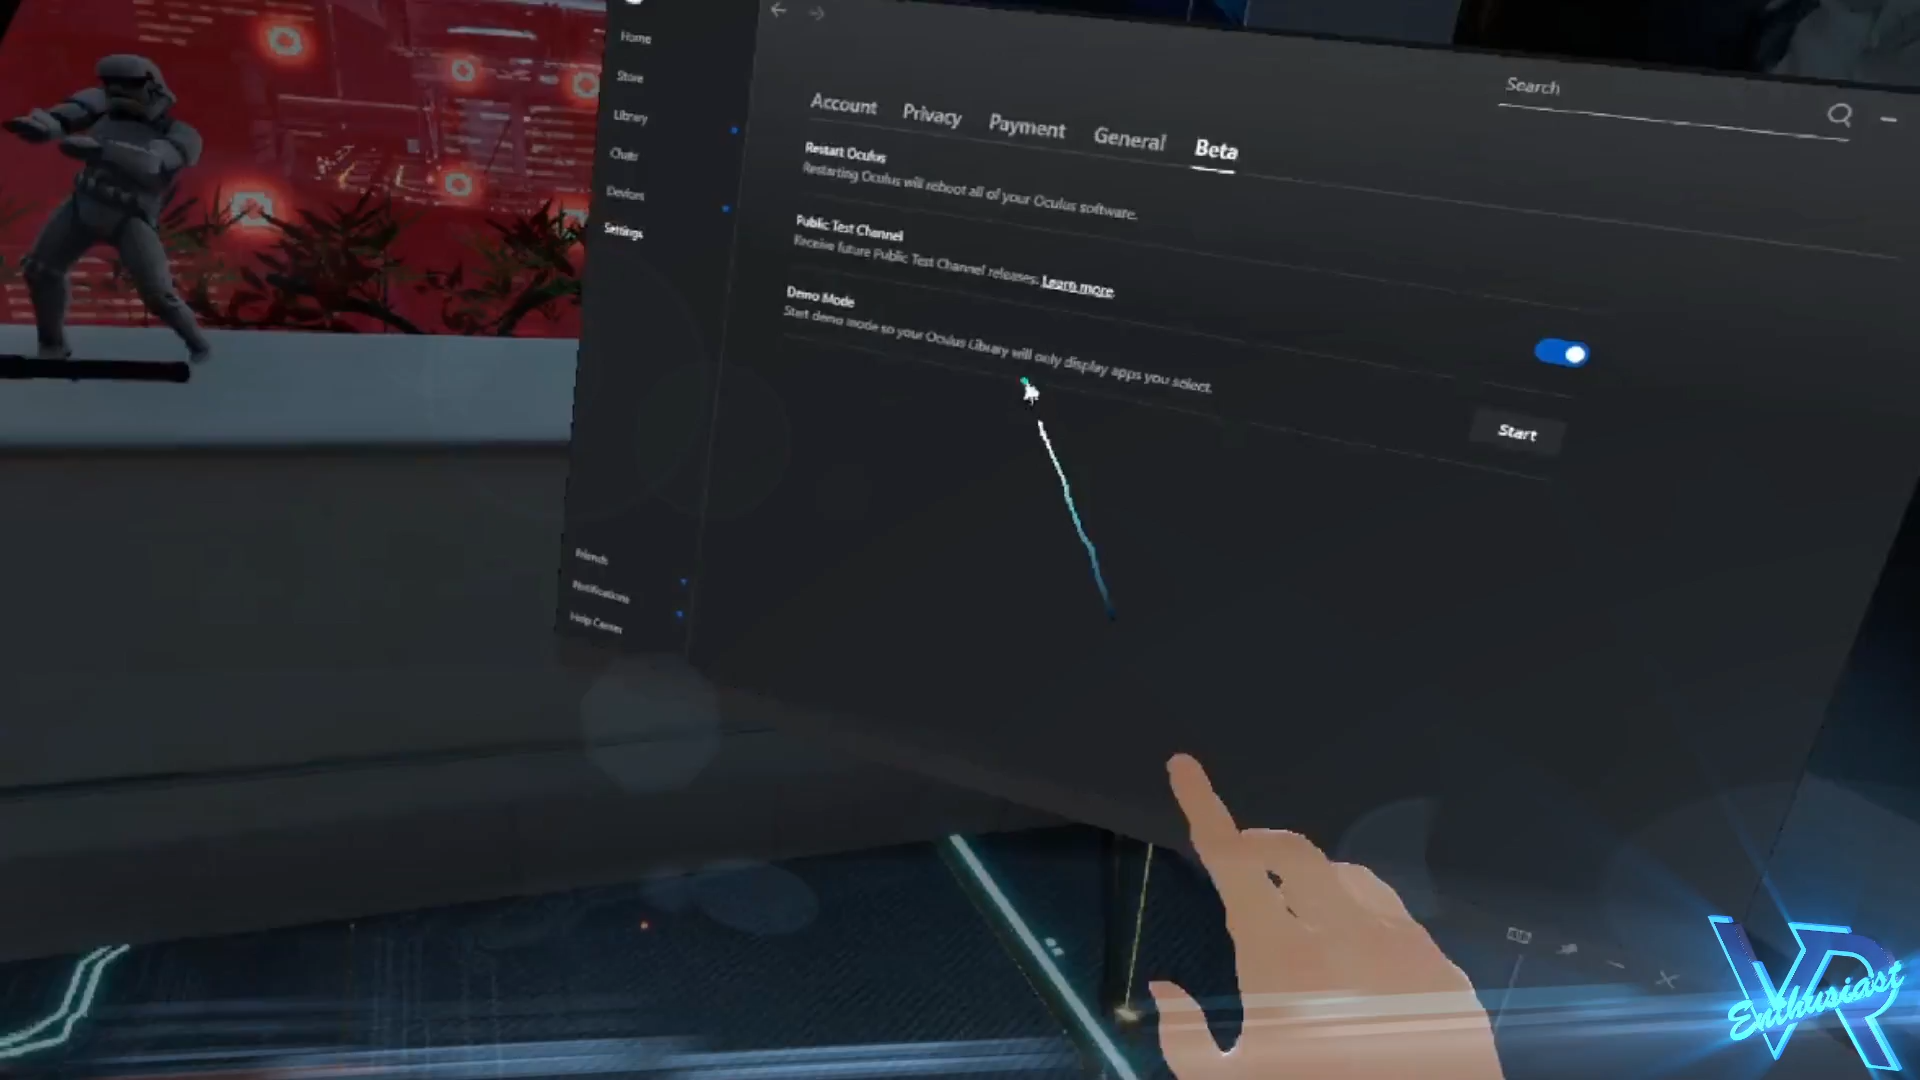 Home
Store
Library
Chats
Devices
Settings
Friends
Notifications
Help Center
Search
Account Privacy Payment General Beta
Restart Oculus
Restarting Oculus will reboot all of your Oculus software.
Public Test Channel
Receive future Public Test Channel releases. Learn more.
Demo Mode
Start demo mode so your Oculus Library will only display apps you select.
Start
VR
Enthusiast